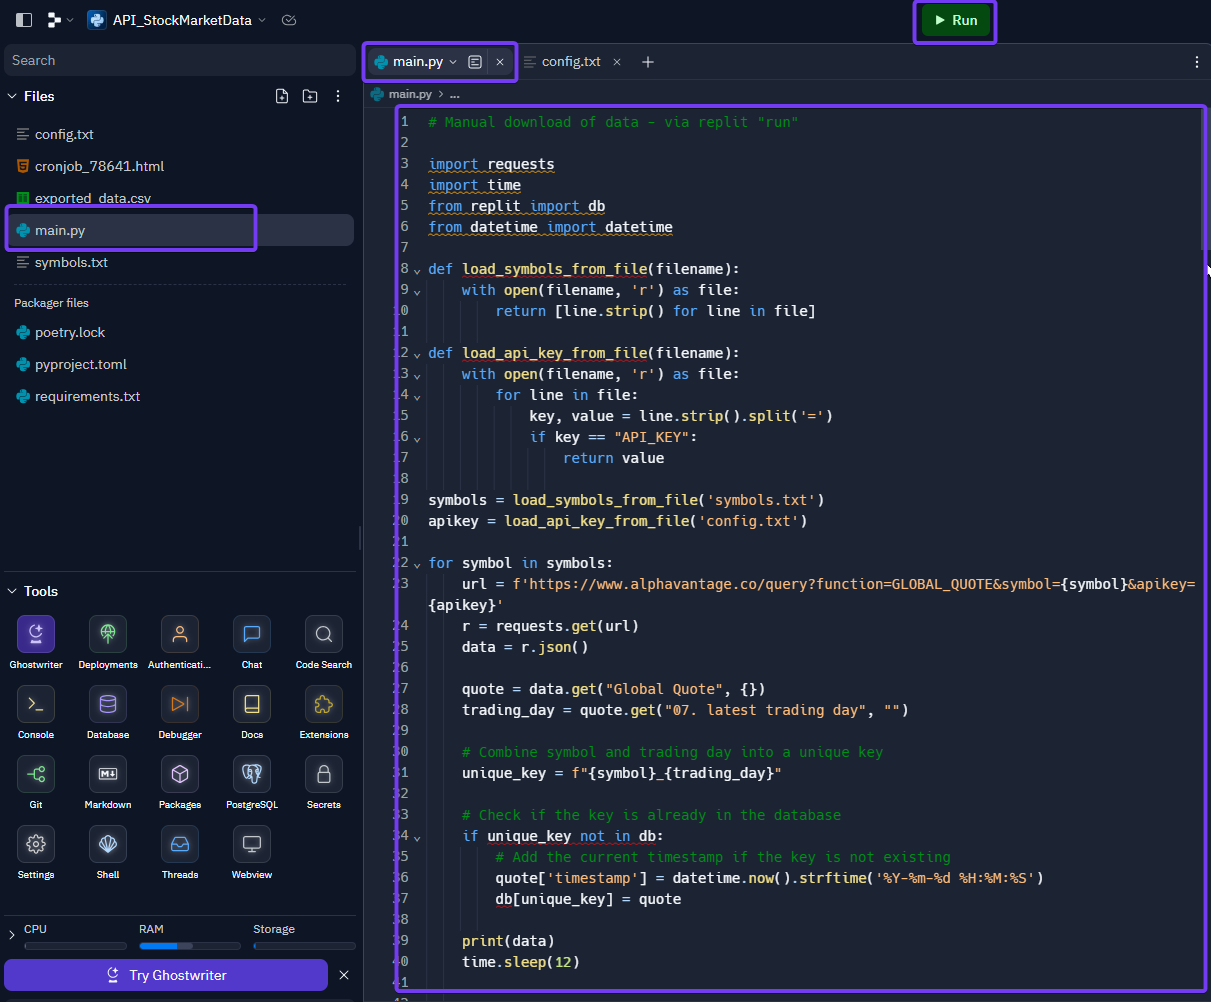 API_StockMarketData
Run
Search
main.py
config.txt
Files
main.py > ...
config.txt
cronjob_78641.html
exported_data.csv
main.py
symbols.txt
Packager files
poetry.lock
pyproject.toml
requirements.txt
Tools
Ghostwriter
Deployments
Authenticati...
Chat
Code Search
Console
Database
Debugger
Docs
Extensions
Git
Markdown
Packages
PostgreSQL
Secrets
Settings
Shell
Threads
Webview
CPU
RAM
Storage
Try Ghostwriter
1 # Manual download of data - via replit "run"
2
3 import requests
4 import time
5 from replit import db
6 from datetime import datetime
7
8 def load_symbols_from_file(filename):
9 with open(filename, 'r') as file:
10 return [line.strip() for line in file]
11
12 def load_api_key_from_file(filename):
13 with open(filename, 'r') as file:
14 for line in file:
15 key, value = line.strip().split('=')
16 if key == "API_KEY":
17 return value
18
19 symbols = load_symbols_from_file('symbols.txt')
20 apikey = load_api_key_from_file('config.txt')
21
22 for symbol in symbols:
23 url = f'https://www.alphavantage.co/query?function=GLOBAL_QUOTE&symbol={symbol}&apikey=
{apikey}'
24 r = requests.get(url)
25 data = r.json()
26
27 quote = data.get("Global Quote", {})
28 trading_day = quote.get("07. latest trading day", "")
29
30 # Combine symbol and trading day into a unique key
31 unique_key = f"{symbol}_{trading_day}"
32
33 # Check if the key is already in the database
34 if unique_key not in db:
35 # Add the current timestamp if the key is not existing
36 quote['timestamp'] = datetime.now().strftime('%Y-%m-%d %H:%M:%S')
37 db[unique_key] = quote
38
39 print(data)
40 time.sleep(12)
41